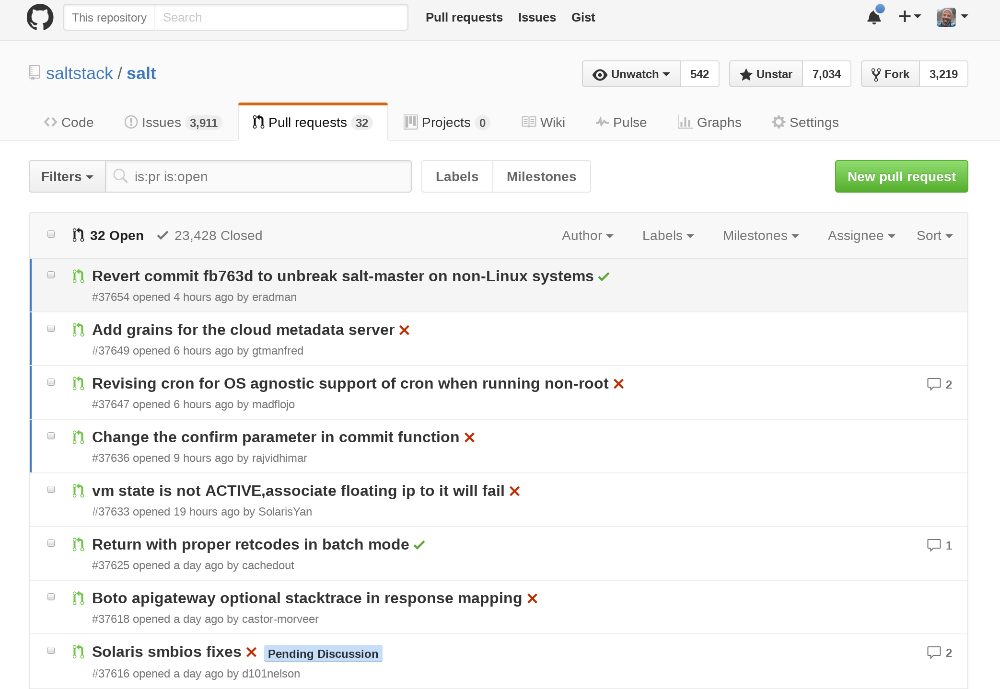 This repository Search Pull requests Issues Gist
saltstack / salt Unwatch 542 Unstar 7,034 Fork 3,219
Code Issues 3,911 Pull requests 32 Projects 0 Wiki Pulse Graphs Settings
Filters is:pr is:open Labels Milestones New pull request
32 Open 23,428 Closed Author Labels Milestones Assignee Sort
Revert commit fb763d to unbreak salt-master on non-Linux systems
#37654 opened 4 hours ago by eradman
Add grains for the cloud metadata server
#37649 opened 6 hours ago by gtmanfred
Revising cron for OS agnostic support of cron when running non-root 2
#37647 opened 6 hours ago by madflojo
Change the confirm parameter in commit function
#37636 opened 9 hours ago by rajvidhimar
vm state is not ACTIVE,associate floating ip to it will fail
#37633 opened 19 hours ago by SolarisYan
Return with proper retcodes in batch mode 1
#37625 opened a day ago by cachedout
Boto apigateway optional stacktrace in response mapping
#37618 opened a day ago by castor-morveer
Solaris smbios fixes Pending Discussion 2
#37616 opened a day ago by d101nelson